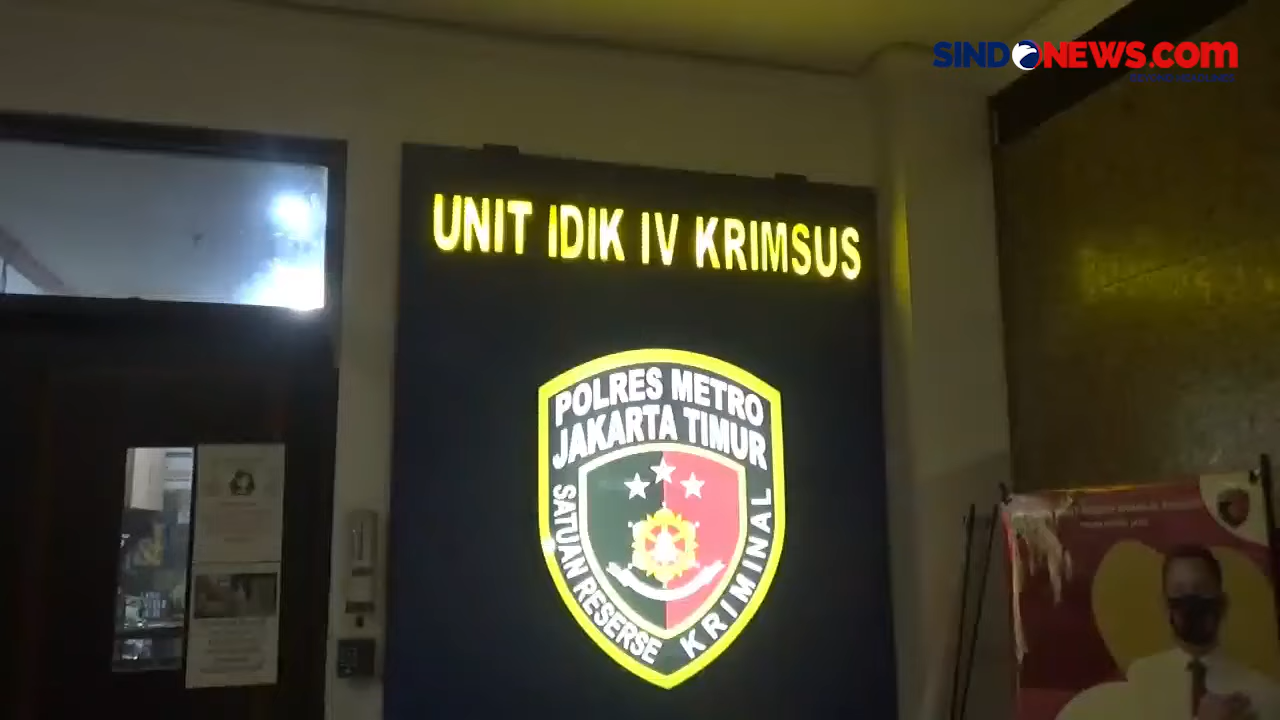 SINDONEWS.com
UNIT IDIK IV KRIMSUS
POLRES METRO
JAKARTA TIMUR
SATUAN RESERSE KRIMINAL